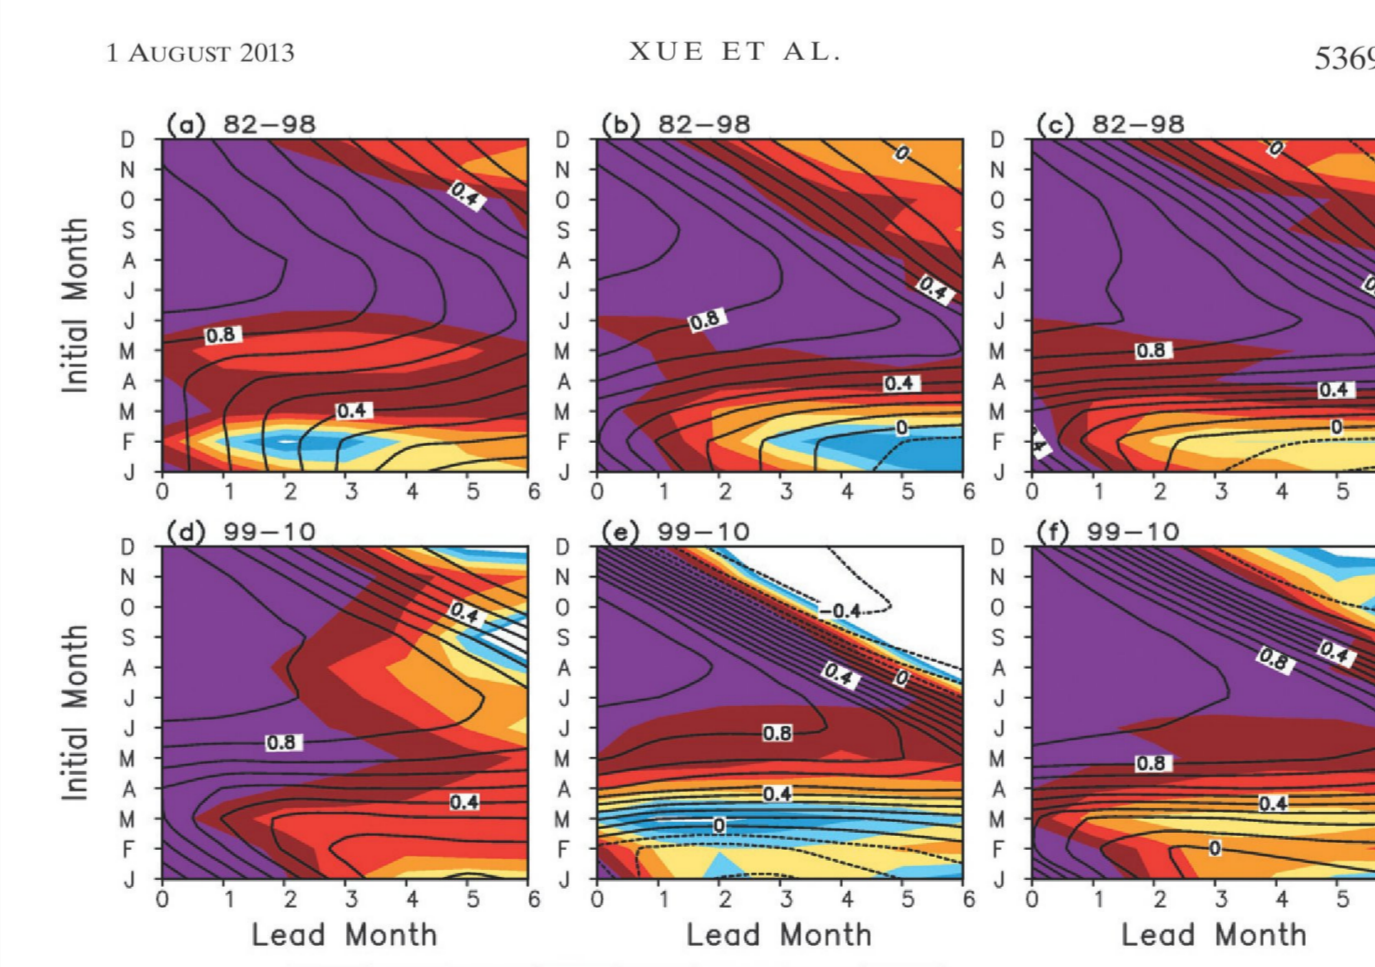 1 AUGUST 2013 XUE ET AL. 5369
(a) 82-98 (b) 82-98 (c) 82-98
D D D
N N N
O O O
S S S
A A A
J J J
J J J
M M M
A A A
M M M
F F F
J J J
Initial Month
0.8 0.4 0.4
0 0.8 0.4 0.4 0
0 0.8 0.4 0
0 1 2 3 4 5 6 0 1 2 3 4 5 6 0 1 2 3 4 5
(d) 99-10 (e) 99-10 (f) 99-10
D D D
N N N
O O O
S S S
A A A
J J J
J J J
M M M
A A A
M M M
F F F
J J J
Initial Month
0.4 0.8 0.4
-0.4 0.4 0 0.8 0.4 0
0.8 0.4 0.8 0.4 0
0 1 2 3 4 5 6 0 1 2 3 4 5 6 0 1 2 3 4 5
Lead Month Lead Month Lead Month